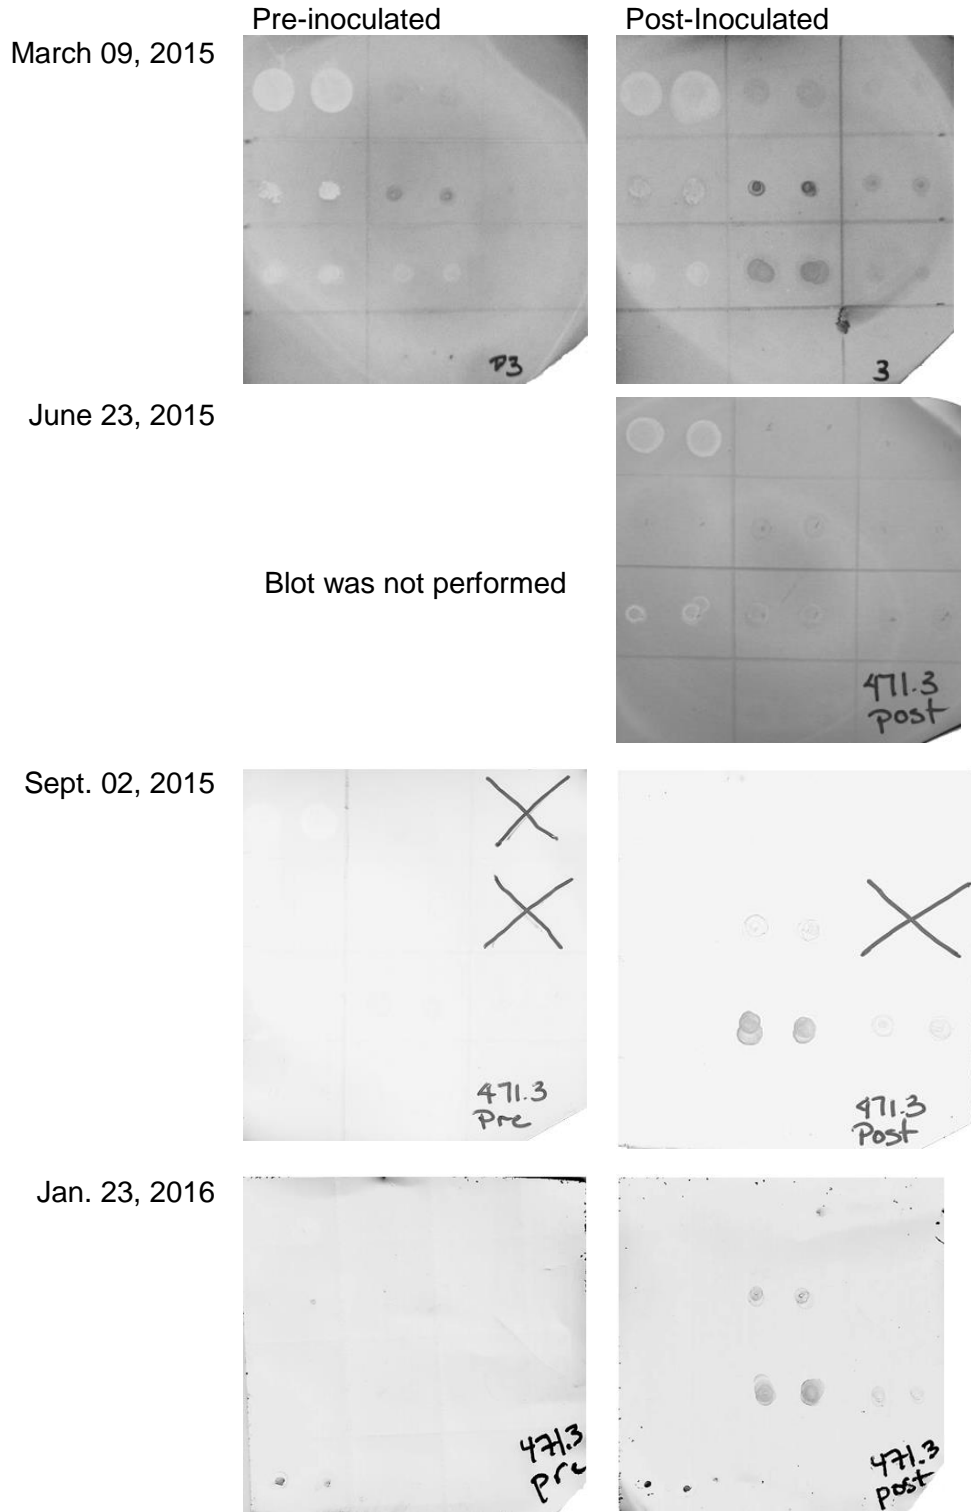 Pre-inoculated
Post-Inoculated
March 09, 2015
P3
3
June 23, 2015
Blot was not performed
471.3
post
Sept. 02, 2015
471.3
Pre
471.3
Post
Jan. 23, 2016
471.3
pre
471.3
post